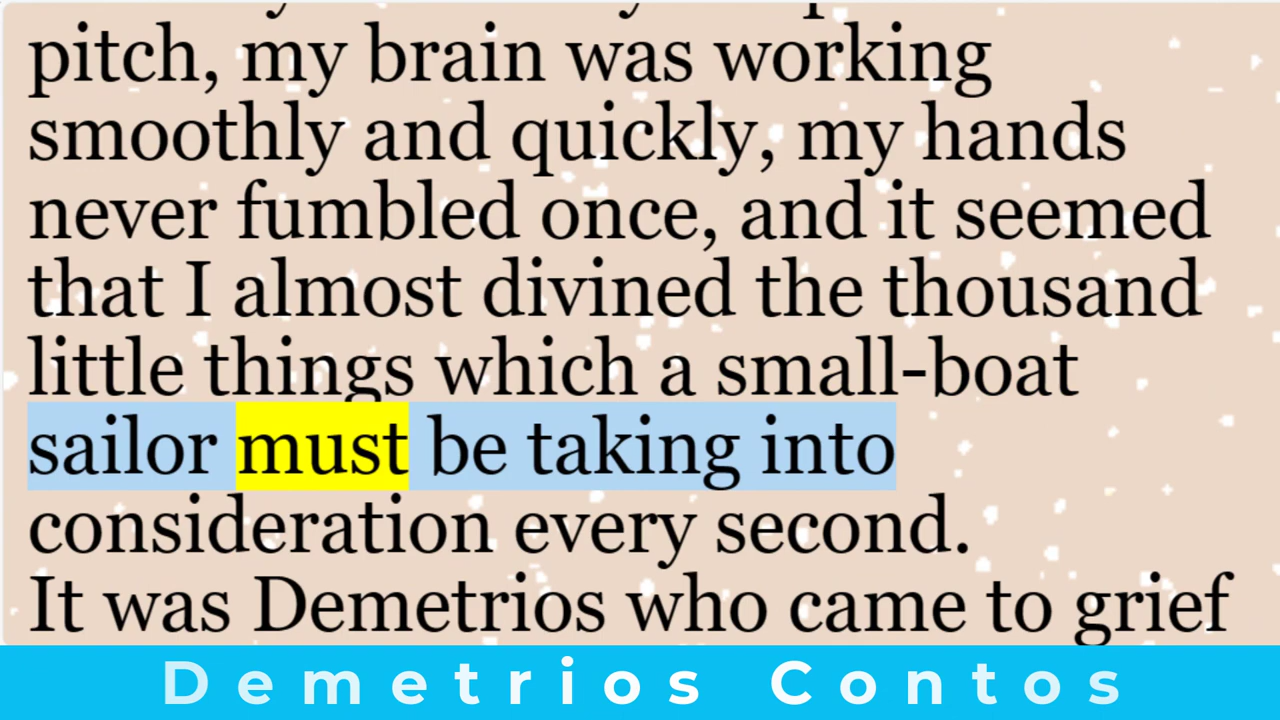 pitch, my brain was working
smoothly and quickly, my hands
never fumbled once, and it seemed
that I almost divined the thousand
little things which a small-boat
sailor must be taking into
consideration every second.
It was Demetrios who came to grief
Demetrios Contos